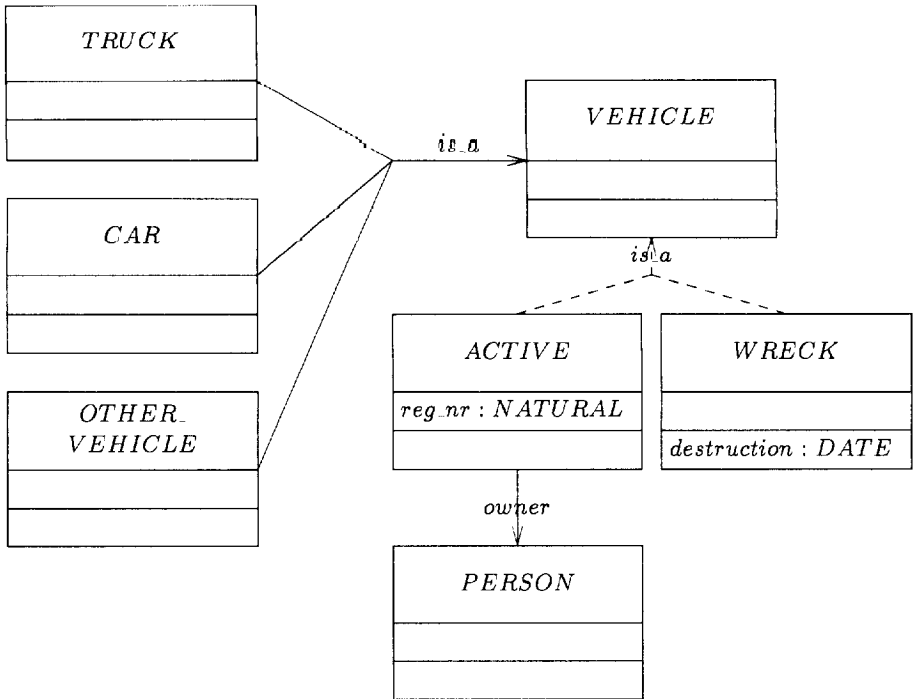 TRUCK
VEHICLE
is_a
CAR
is_a
ACTIVE
WRECK
reg_nr : NATURAL
OTHER_
VEHICLE
destruction : DATE
owner
PERSON